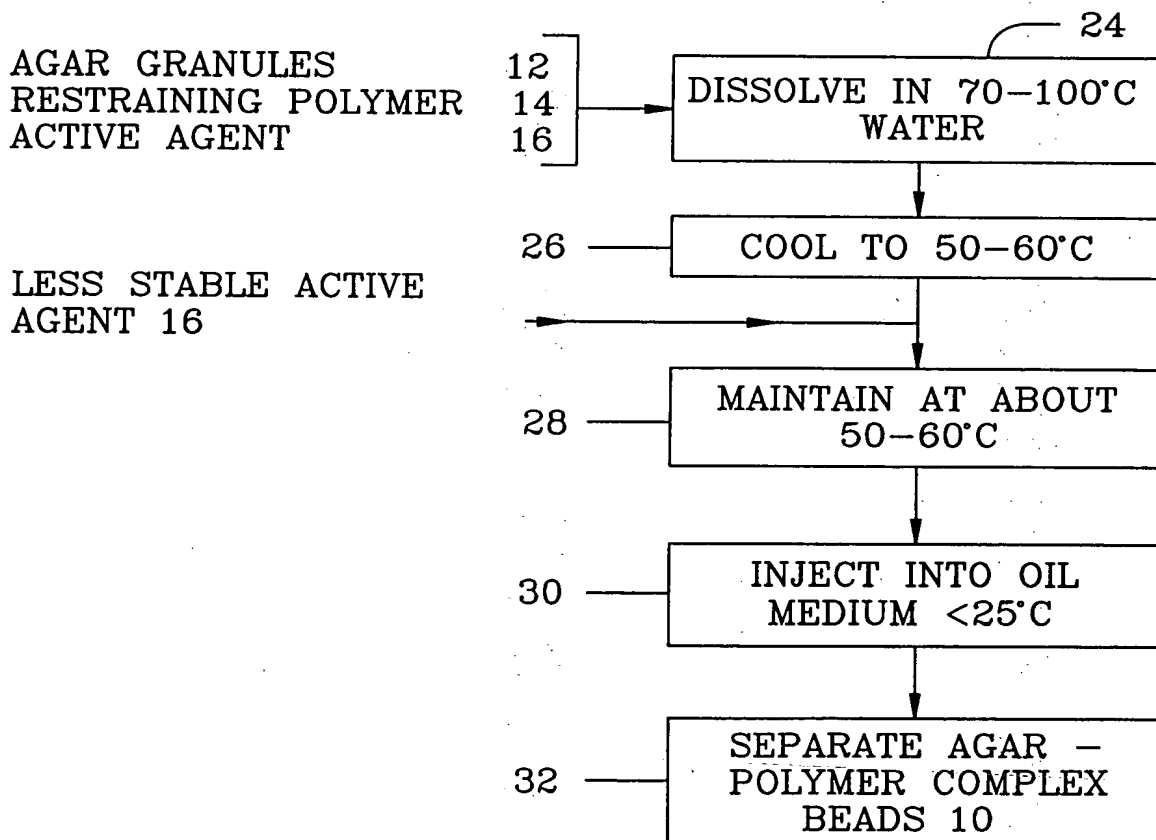 24
AGAR GRANULES 12
RESTRAINING POLYMER 14
ACTIVE AGENT 16
DISSOLVE IN 70-100°C
WATER
26
COOL TO 50-60°C
LESS STABLE ACTIVE
AGENT 16
28
MAINTAIN AT ABOUT
50-60°C
30
INJECT INTO OIL
MEDIUM <25°C
32
SEPARATE AGAR -
POLYMER COMPLEX
BEADS 10